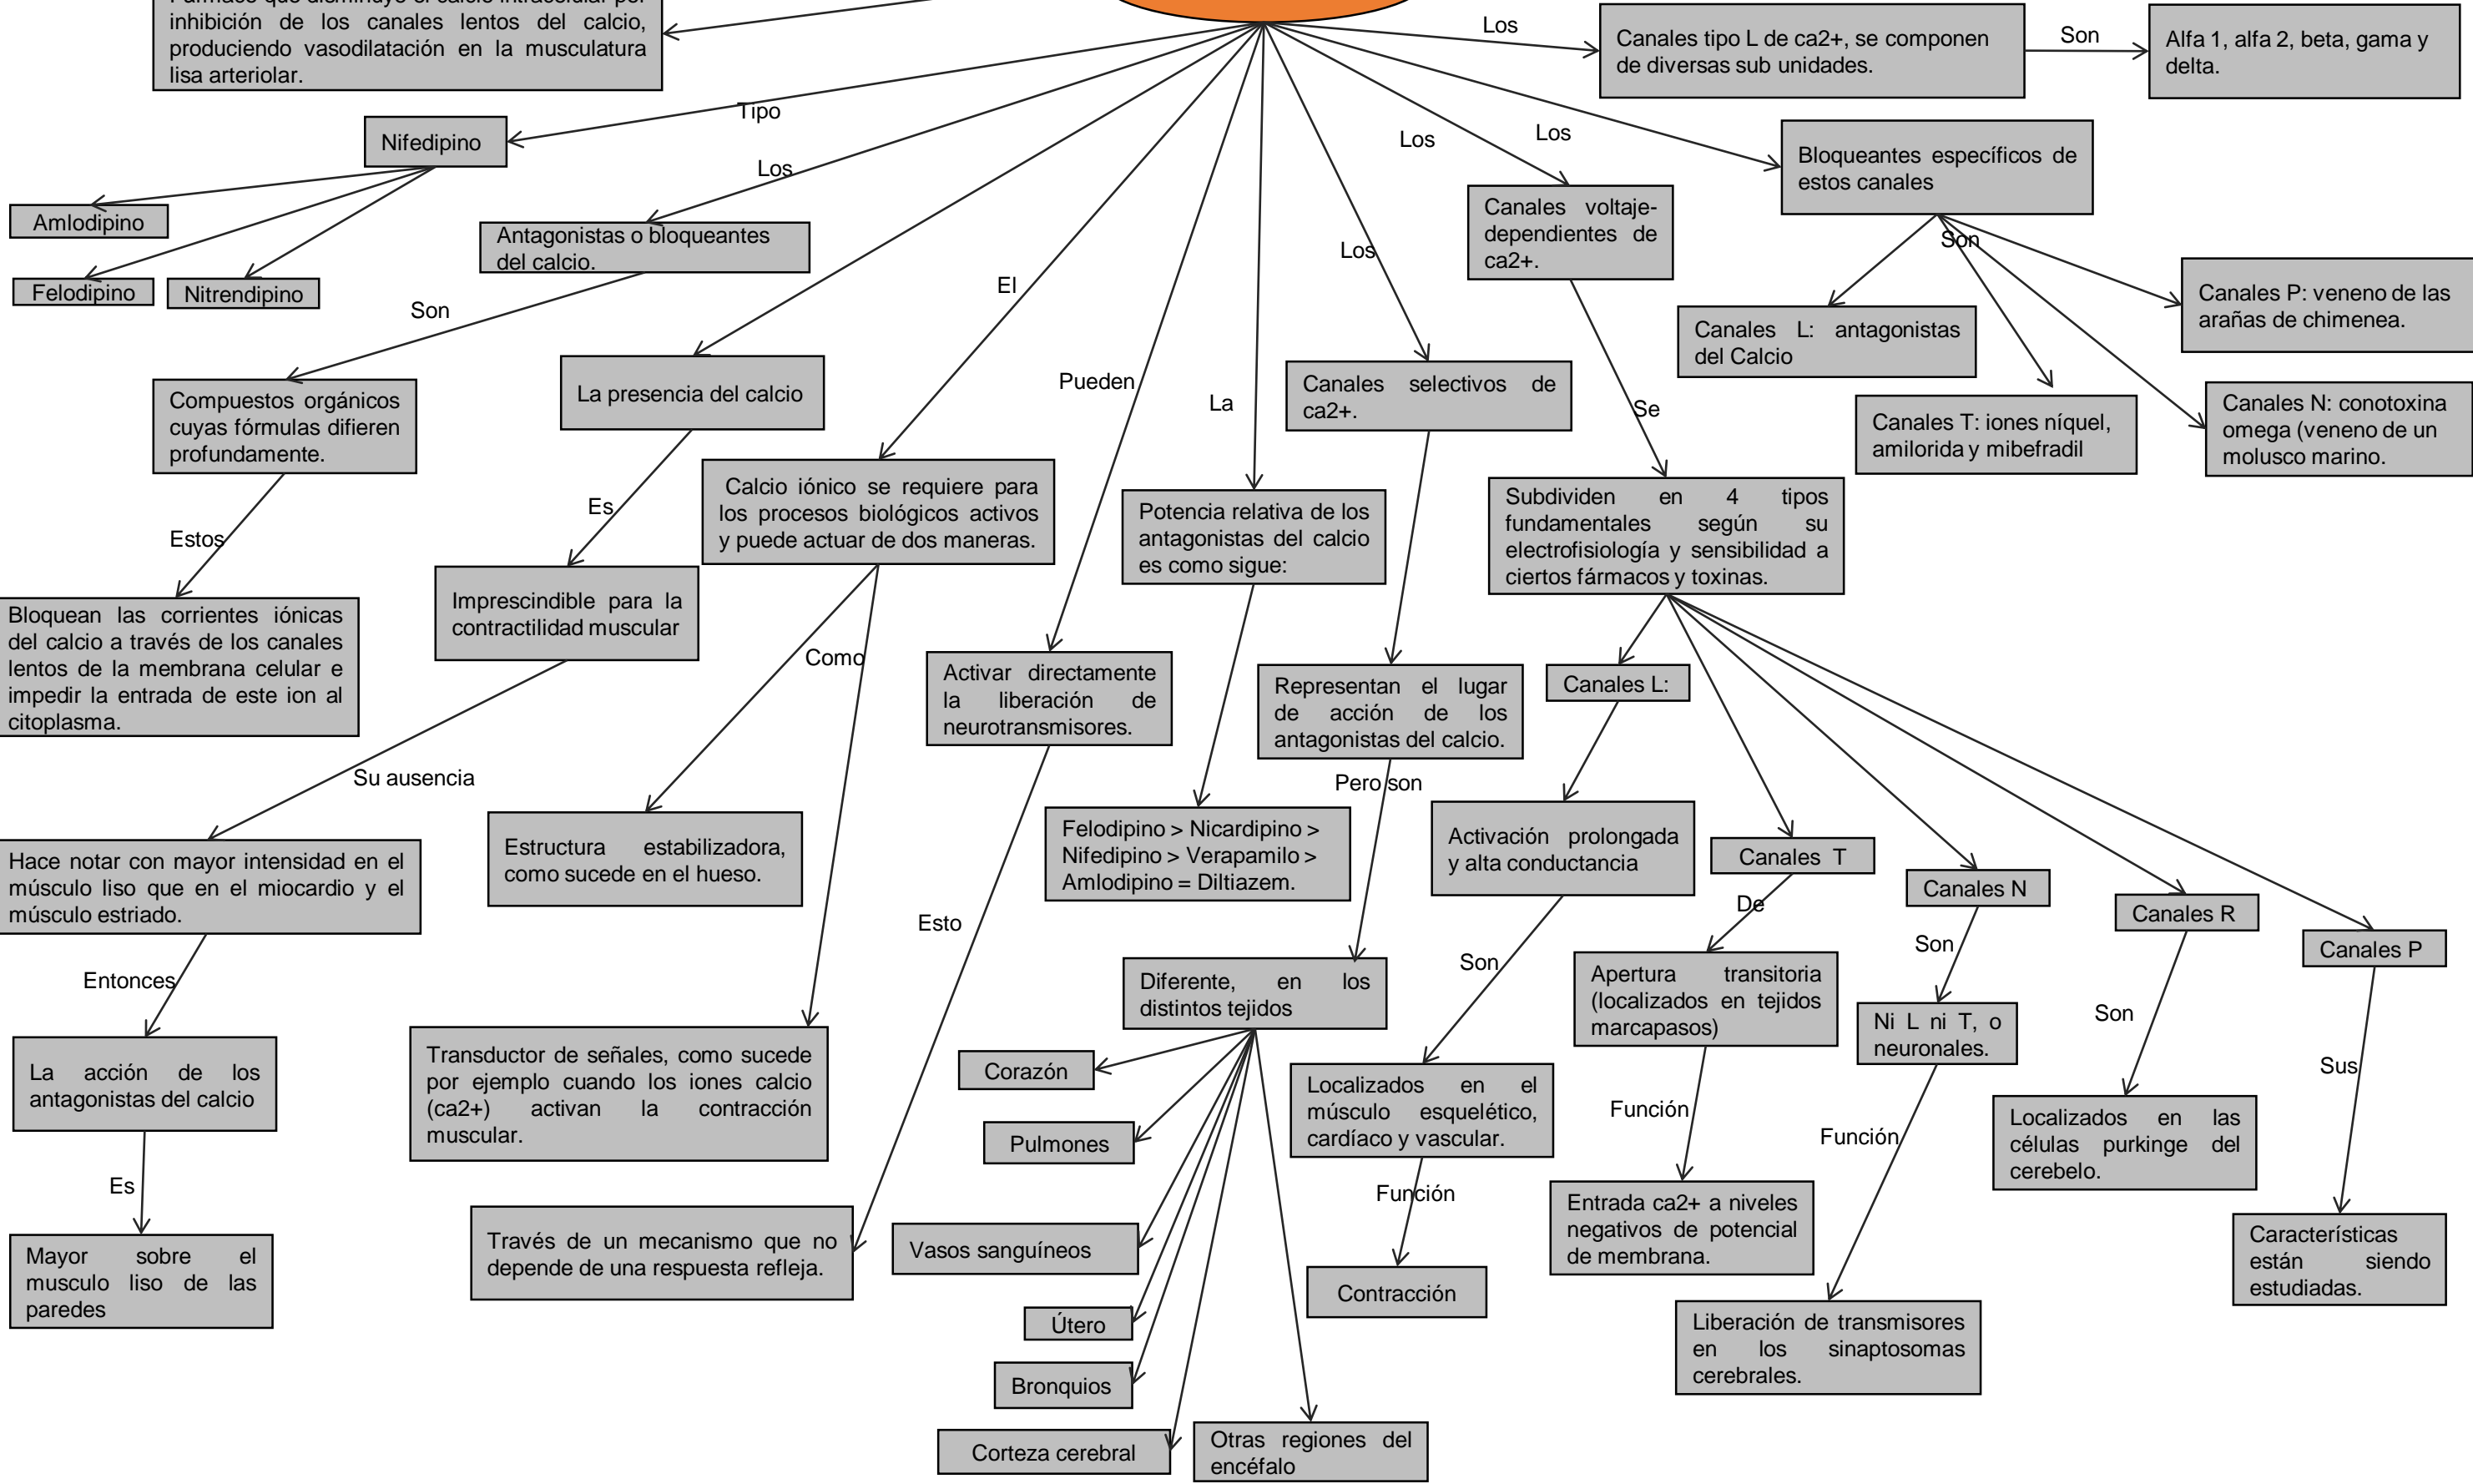 Fármaco que disminuye el calcio intracelular por
inhibición de los canales lentos del calcio,
produciendo vasodilatación en la musculatura
lisa arteriolar.
Los
Canales tipo L de ca2+, se componen
de diversas sub unidades.
Son
Alfa 1, alfa 2, beta, gama y
delta.
Tipo
Nifedipino
Amlodipino
Felodipino
Nitrendipino
Los
Antagonistas o bloqueantes
del calcio.
Son
Compuestos orgánicos
cuyas fórmulas difieren
profundamente.
Estos
Bloquean las corrientes iónicas
del calcio a través de los canales
lentos de la membrana celular e
impedir la entrada de este ion al
citoplasma.
La presencia del calcio
Es
Imprescindible para la
contractilidad muscular
Su ausencia
Hace notar con mayor intensidad en el
músculo liso que en el miocardio y el
músculo estriado.
Entonces
La acción de los
antagonistas del calcio
Es
Mayor sobre el
musculo liso de las
paredes
El
Calcio iónico se requiere para
los procesos biológicos activos
y puede actuar de dos maneras.
Como
Estructura estabilizadora,
como sucede en el hueso.
Transductor de señales, como sucede
por ejemplo cuando los iones calcio
(ca2+) activan la contracción
muscular.
Pueden
Activar directamente
la liberación de
neurotransmisores.
Esto
Través de un mecanismo que no
depende de una respuesta refleja.
La
Potencia relativa de los
antagonistas del calcio
es como sigue:
Felodipino > Nicardipino >
Nifedipino > Verapamilo >
Amlodipino = Diltiazem.
Los
Canales selectivos de
ca2+.
Representan el lugar
de acción de los
antagonistas del calcio.
Pero son
Diferente, en los
distintos tejidos
Corazón
Pulmones
Vasos sanguíneos
Útero
Bronquios
Corteza cerebral
Otras regiones del
encéfalo
Los
Canales voltaje-
dependientes de
ca2+.
Se
Subdividen en 4 tipos
fundamentales según su
electrofisiología y sensibilidad a
ciertos fármacos y toxinas.
Canales L:
Activación prolongada
y alta conductancia
Son
Localizados en el
músculo esquelético,
cardíaco y vascular.
Función
Contracción
Canales T
De
Apertura transitoria
(localizados en tejidos
marcapasos)
Función
Entrada ca2+ a niveles
negativos de potencial
de membrana.
Canales N
Son
Ni L ni T, o
neuronales.
Función
Liberación de transmisores
en los sinaptosomas
cerebrales.
Canales R
Son
Localizados en las
células purkinge del
cerebelo.
Canales P
Sus
Características
están siendo
estudiadas.
Los
Bloqueantes específicos de
estos canales
Son
Canales L: antagonistas
del Calcio
Canales T: iones níquel,
amilorida y mibefradil
Canales P: veneno de las
arañas de chimenea.
Canales N: conotoxina
omega (veneno de un
molusco marino.